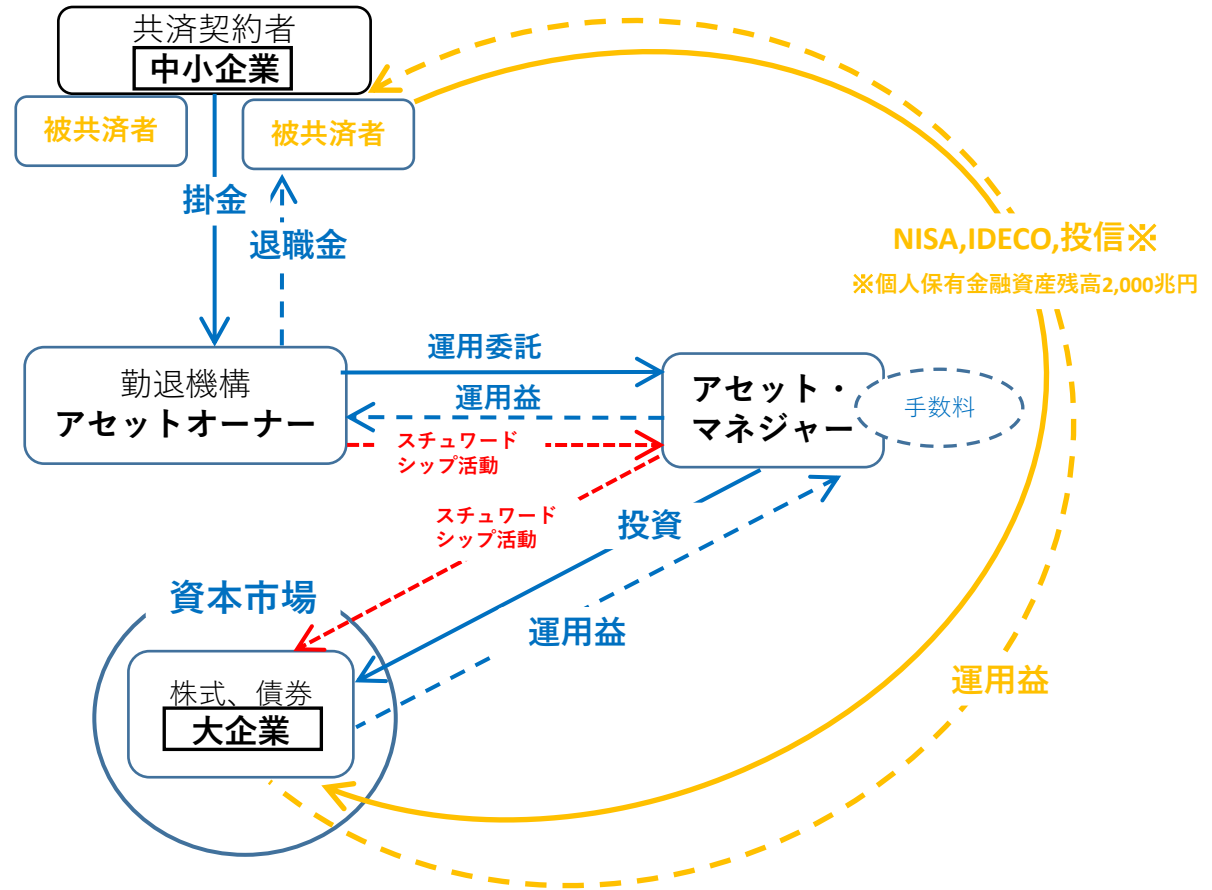 共済契約者
中小企業
被共済者
被共済者
掛金
退職金
NISA,IDECO,投信※
※個人保有金融資産残高2,000兆円
勤退機構
アセットオーナー
運用委託
運用益
スチュワード
シップ活動
アセット・
マネジャー
手数料
スチュワード
シップ活動
投資
運用益
資本市場
株式、債券
大企業
運用益